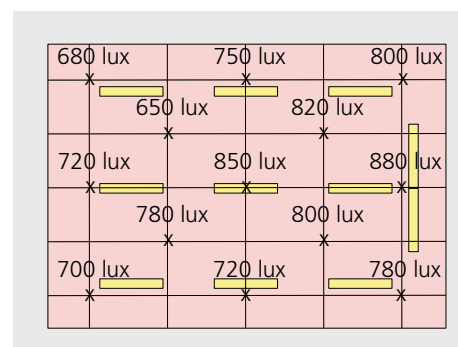 680 lux 750 lux 800 lux
x x x
650 lux 820 lux
x x
720 lux 850 lux 880 lux
x x x
780 lux 800 lux
x x
700 lux 720 lux 780 lux
x x x